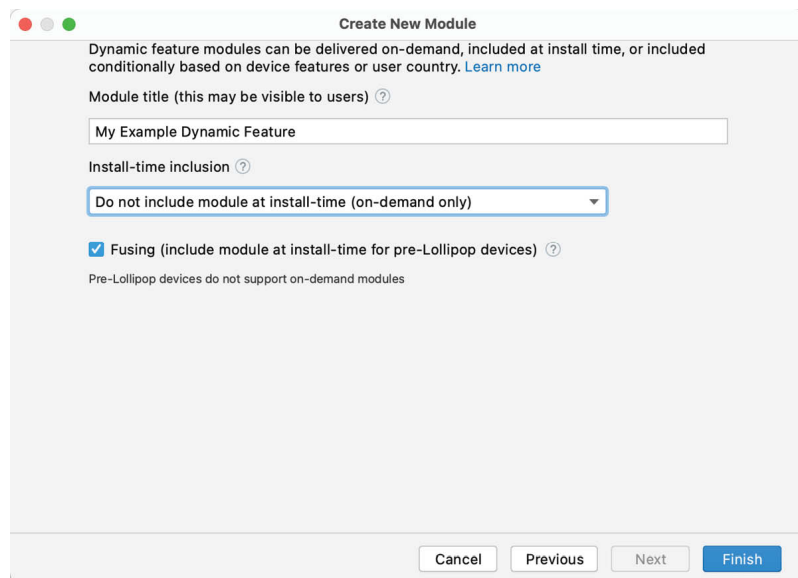 Create New Module
Dynamic feature modules can be delivered on-demand, included at install time, or included
conditionally based on device features or user country. Learn more
Module title (this may be visible to users) ?
My Example Dynamic Feature
Install-time inclusion ?
Do not include module at install-time (on-demand only)
Fusing (include module at install-time for pre-Lollipop devices) ?
Pre-Lollipop devices do not support on-demand modules
Cancel Previous Next Finish